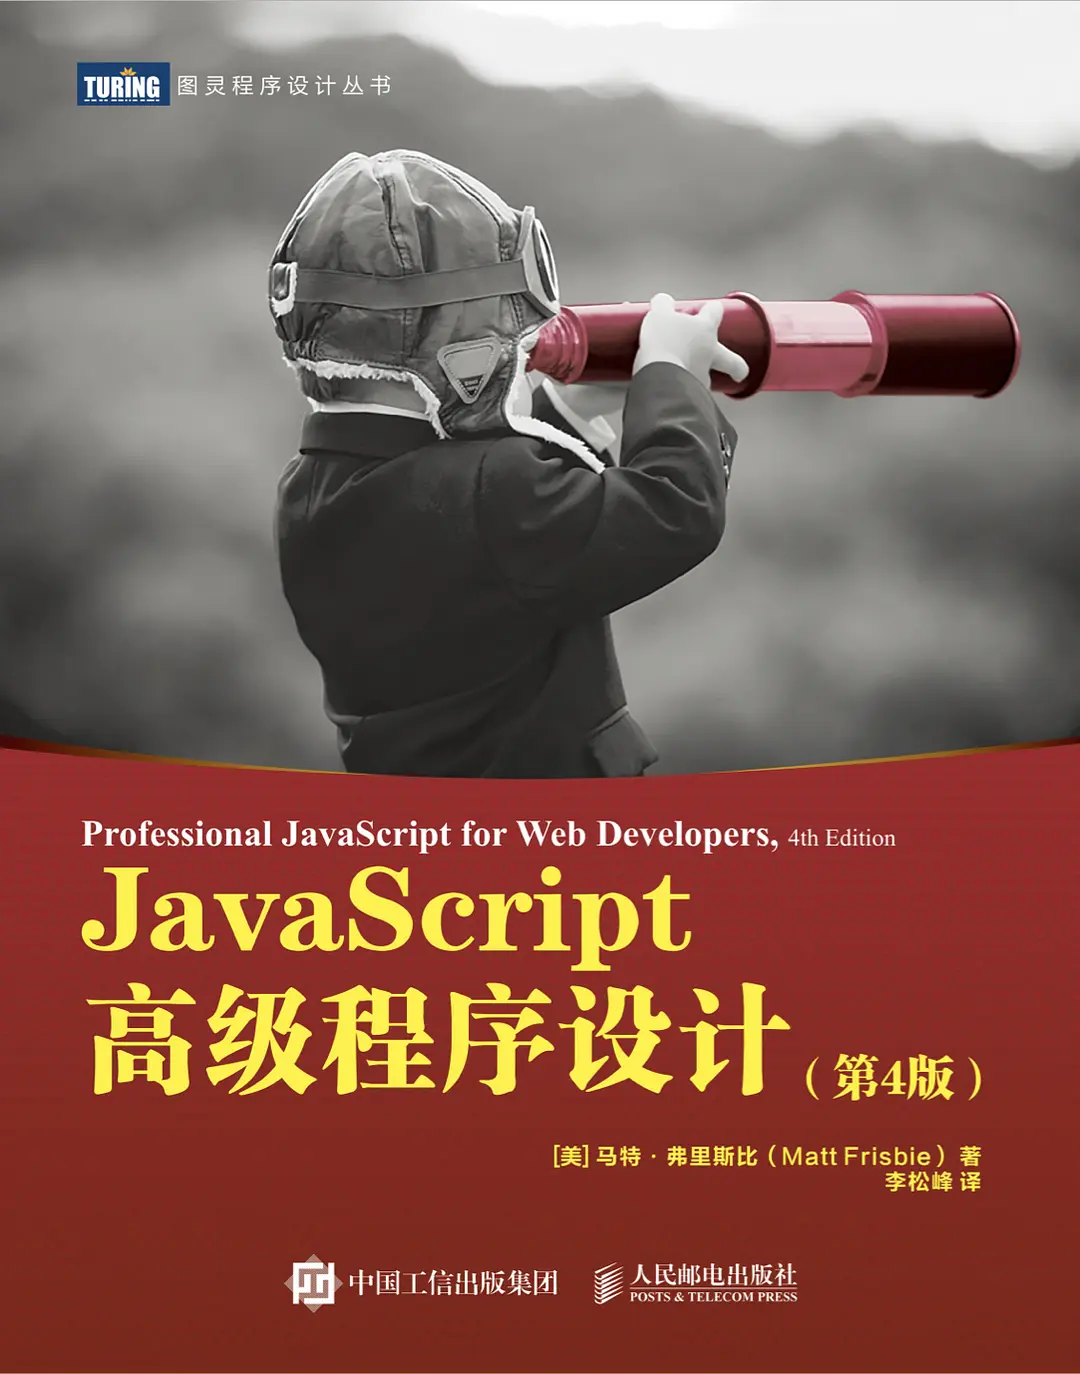 TURING 图灵程序设计丛书
Professional JavaScript for Web Developers, 4th Edition
JavaScript
高级程序设计（第4版）
[美] 马特·弗里斯比（Matt Frisbie）著
李松峰 译
中国工信出版集团
人民邮电出版社
POSTS & TELECOM PRESS